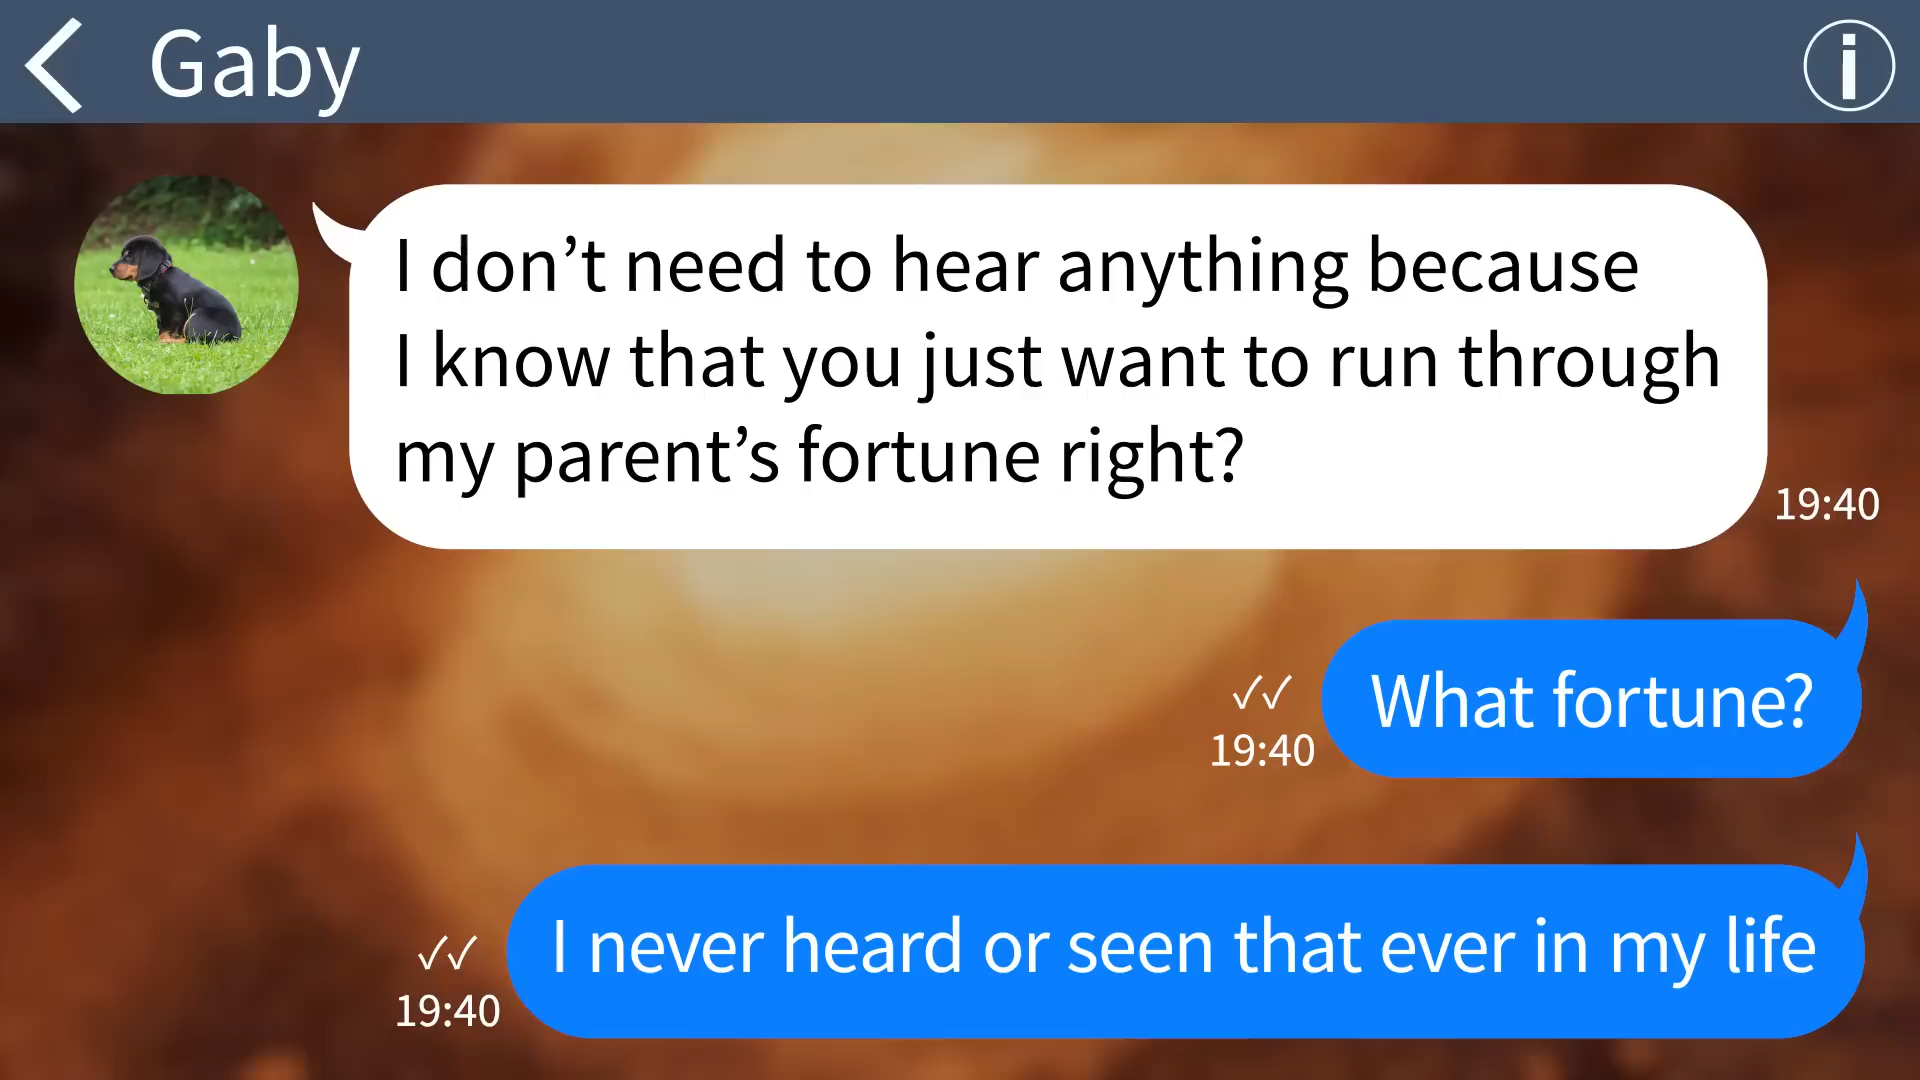 Gaby
I don’t need to hear anything because
I know that you just want to run through
my parent’s fortune right?
19:40
What fortune?
19:40
I never heard or seen that ever in my life
19:40